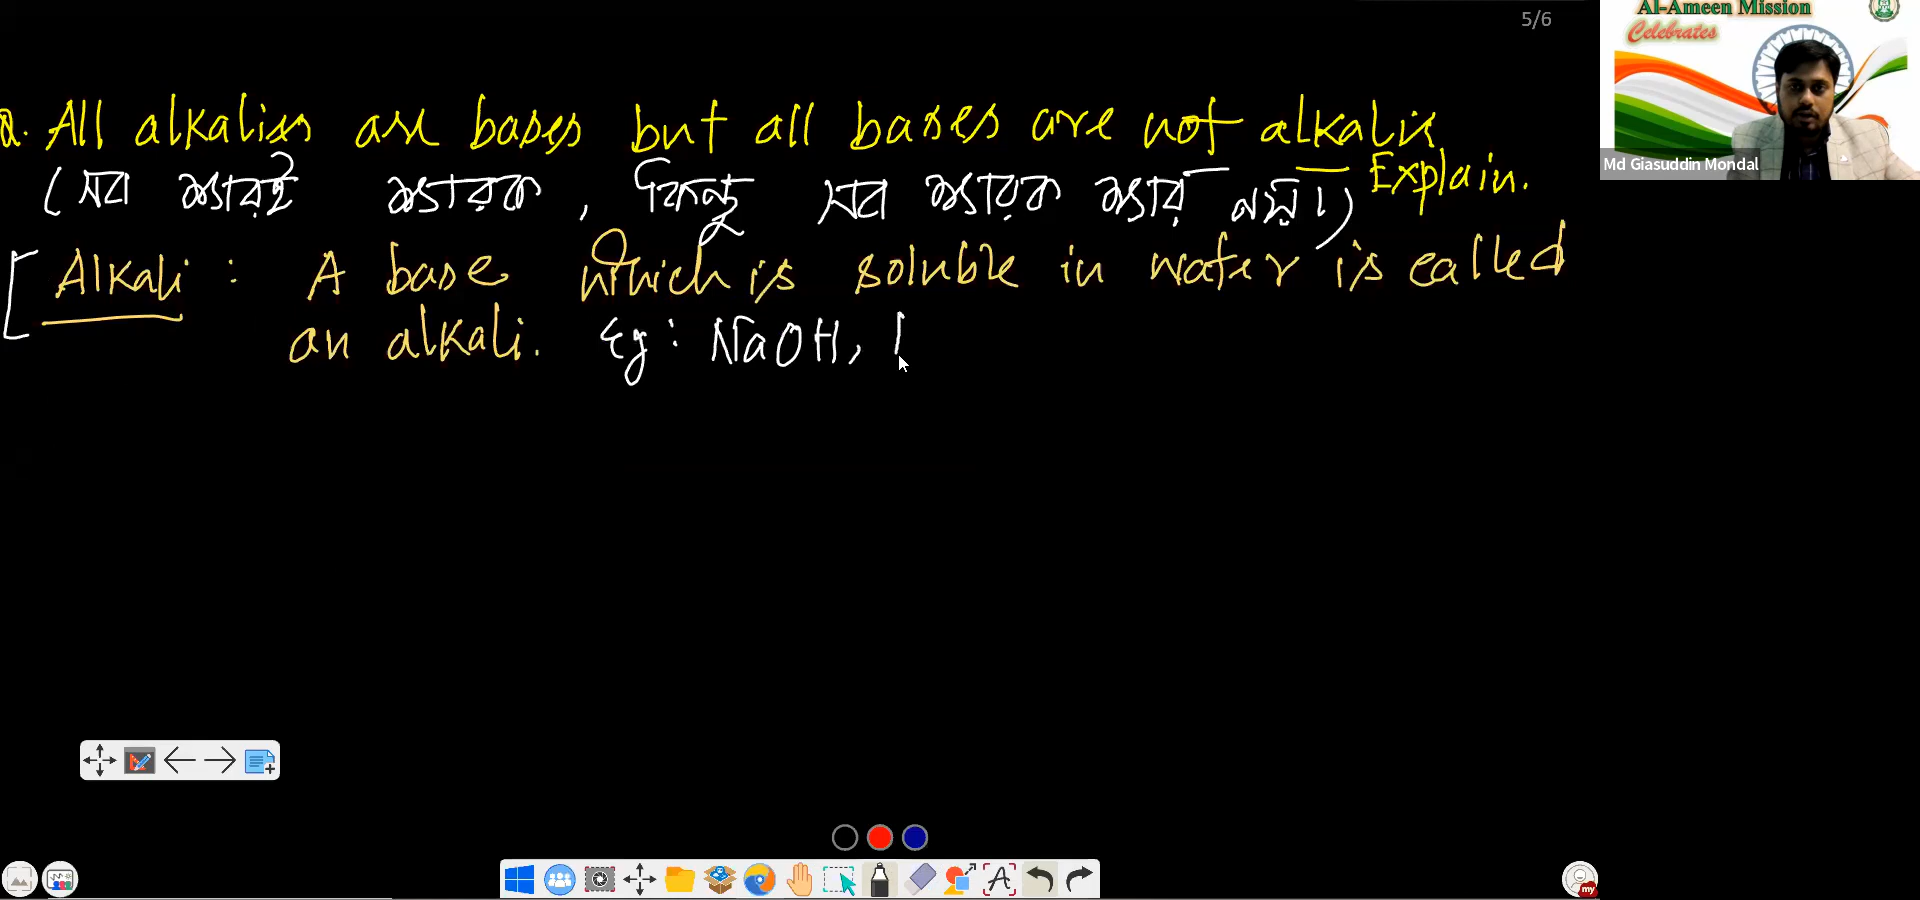 5/6
Al-Ameen Mission
Celebrates
Md Giasuddin Mondal
Q. All alkalies are bases but all bases are not alkalis
Explain.
(সব ক্ষারই ক্ষারক, কিন্তু সব ক্ষারক ক্ষার নয়।)
[Alkali : A base which is soluble in water is called
an alkali. Eg: NaOH,
my